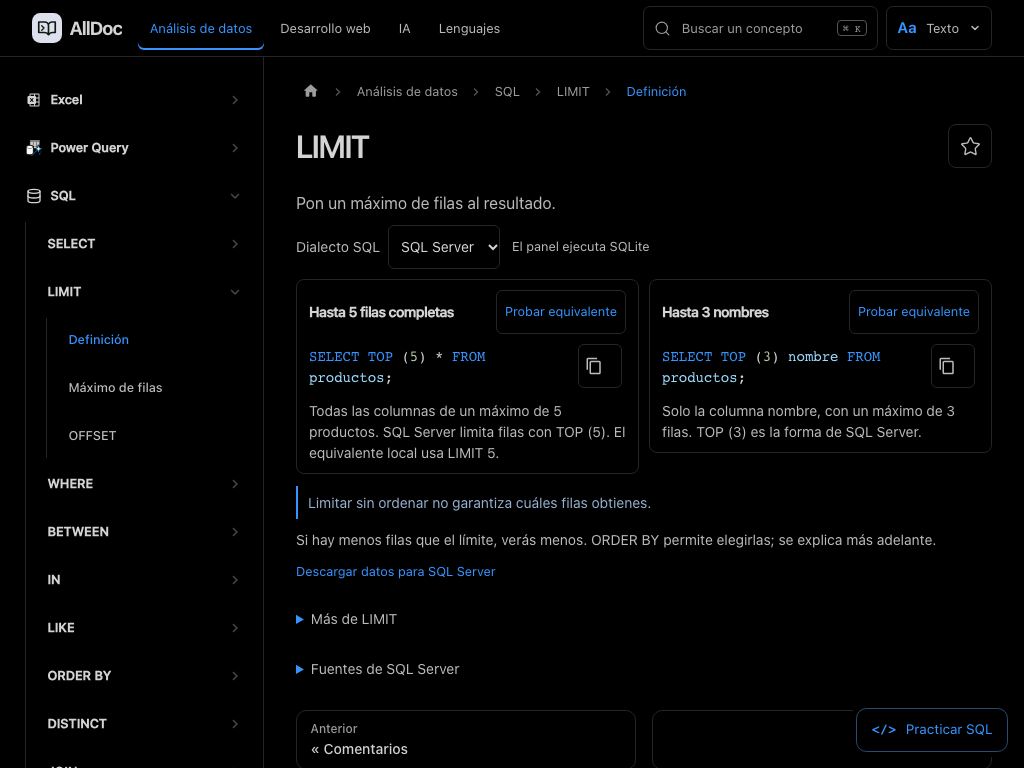 AllDoc
Análisis de datos
Desarrollo web
IA
Lenguajes
Buscar un concepto
⌘ K
Aa Texto
Excel
Power Query
SQL
SELECT
LIMIT
Definición
Máximo de filas
OFFSET
WHERE
BETWEEN
IN
LIKE
ORDER BY
DISTINCT
Análisis de datos > SQL > LIMIT > Definición
LIMIT
Pon un máximo de filas al resultado.
Dialecto SQL SQL Server El panel ejecuta SQLite
Hasta 5 filas completas
Probar equivalente
SELECT TOP (5) * FROM
productos;
Todas las columnas de un máximo de 5
productos. SQL Server limita filas con TOP (5). El
equivalente local usa LIMIT 5.
Hasta 3 nombres
Probar equivalente
SELECT TOP (3) nombre FROM
productos;
Solo la columna nombre, con un máximo de 3
filas. TOP (3) es la forma de SQL Server.
Limitar sin ordenar no garantiza cuáles filas obtienes.
Si hay menos filas que el límite, verás menos. ORDER BY permite elegirlas; se explica más adelante.
Descargar datos para SQL Server
Más de LIMIT
Fuentes de SQL Server
Anterior
« Comentarios
</> Practicar SQL